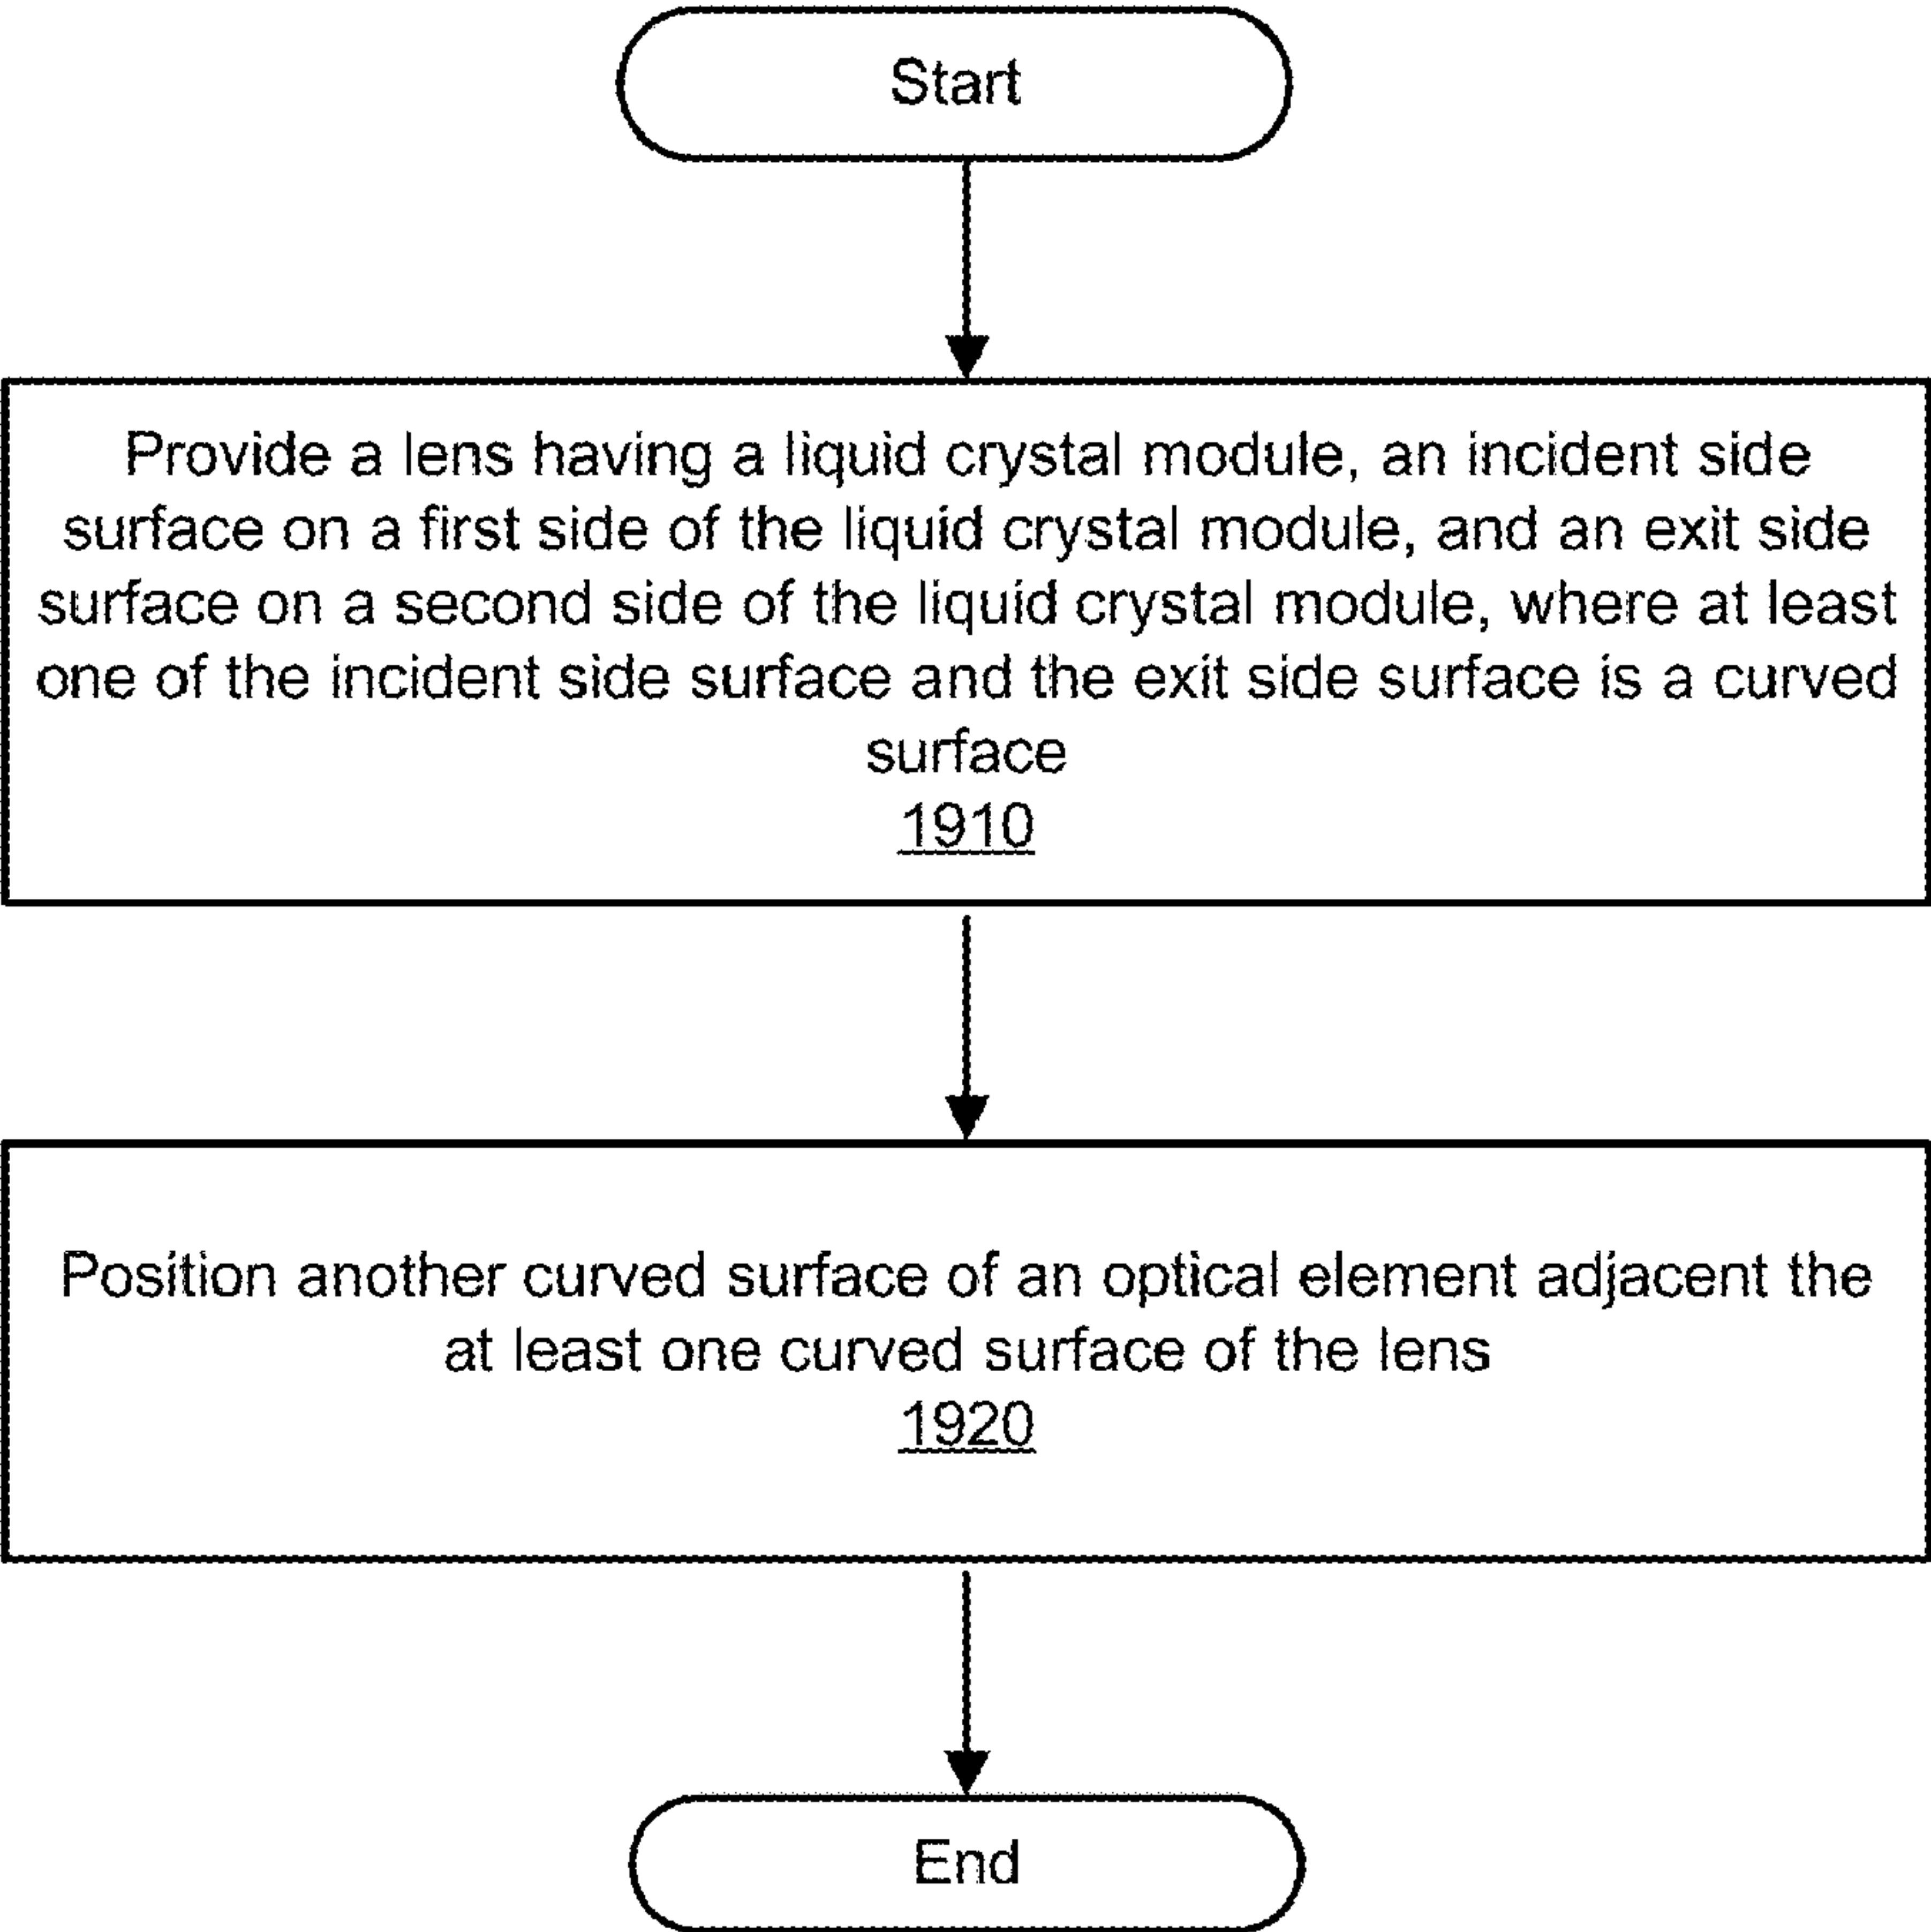 Start
Provide a lens having a liquid crystal module, an incident side
surface on a first side of the liquid crystal module, and an exit side
surface on a second side of the liquid crystal module, where at least
one of the incident side surface and the exit side surface is a curved
surface
1910
Position another curved surface of an optical element adjacent the
at least one curved surface of the lens
1920
End